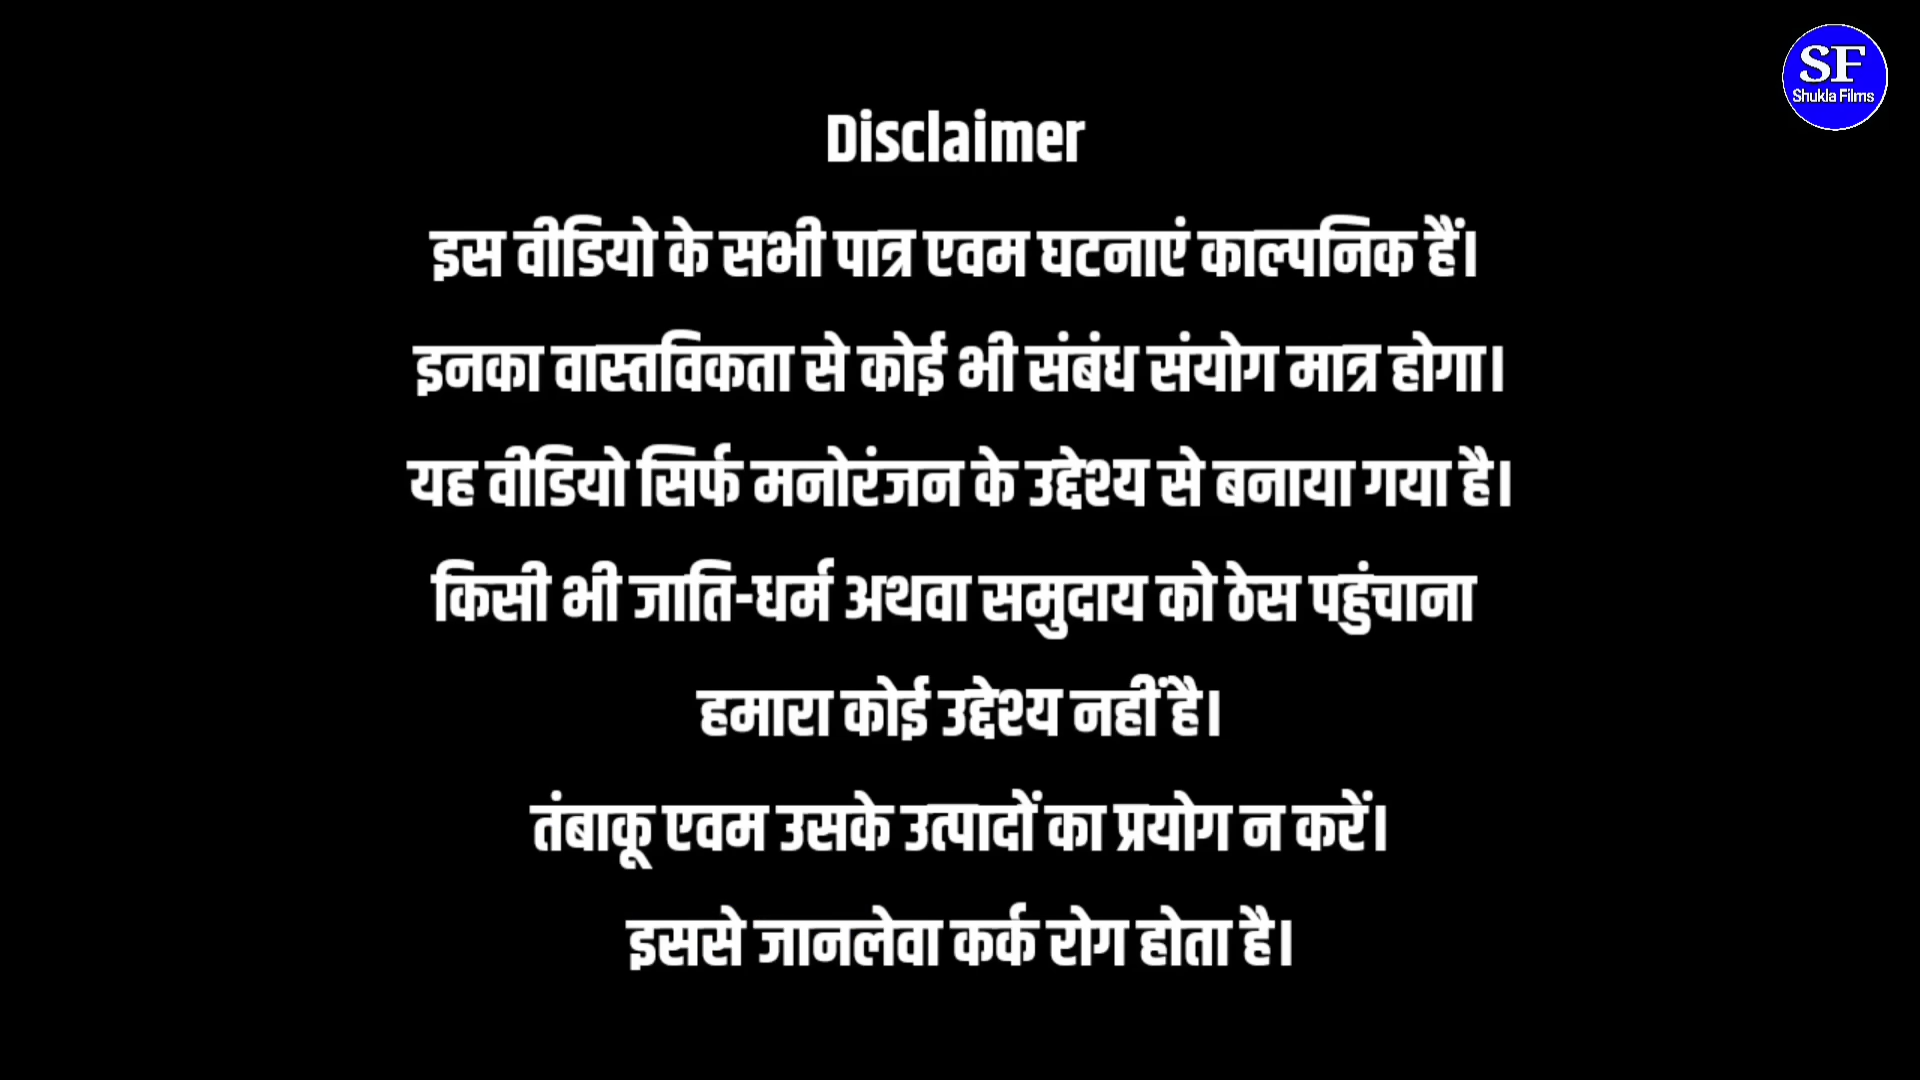 SF
Shukla Films
Disclaimer
इस वीडियो के सभी पात्र एवम घटनाएं काल्पनिक हैं।
इनका वास्तविकता से कोई भी संबंध संयोग मात्र होगा।
यह वीडियो सिर्फ मनोरंजन के उद्देश्य से बनाया गया है।
किसी भी जाति-धर्म अथवा समुदाय को ठेस पहुंचाना
हमारा कोई उद्देश्य नहीं है।
तंबाकू एवम उसके उत्पादों का प्रयोग न करें।
इससे जानलेवा कर्क रोग होता है।